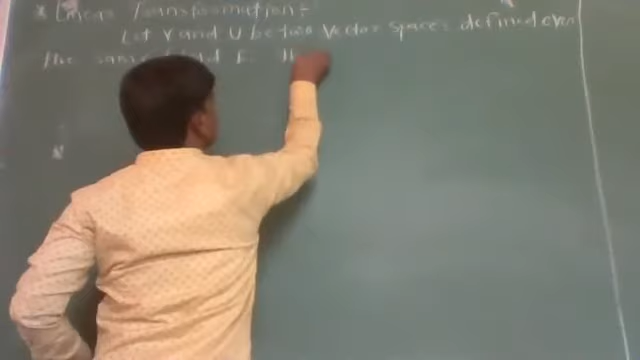 * Linear Transformation :-
Let V and U be two vector spaces defined over
the same field F. Th